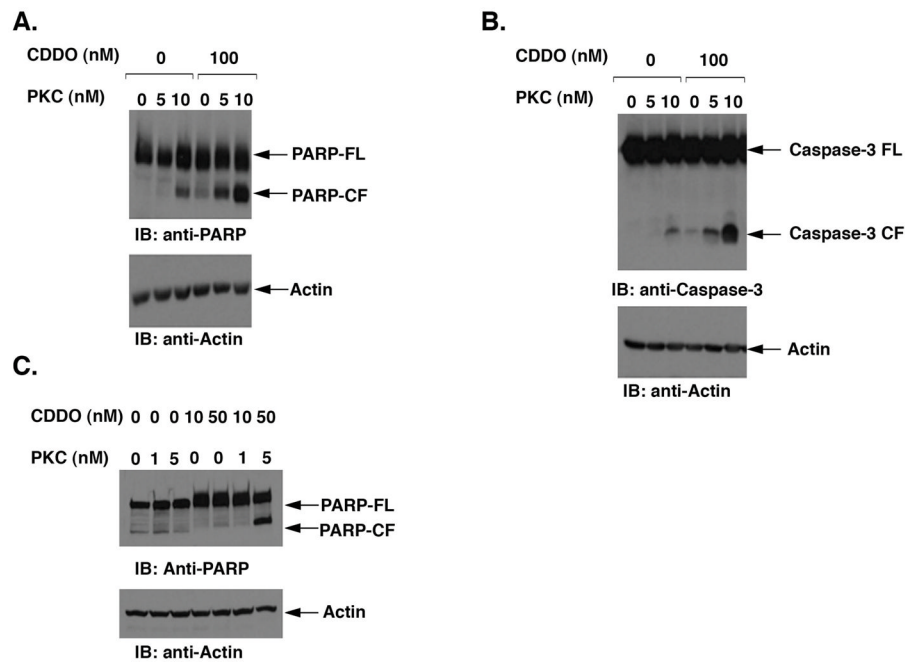 A.
CDDO (nM) 0 100
PKC (nM) 0 5 10 0 5 10
PARP-FL
PARP-CF
IB: anti-PARP
Actin
IB: anti-Actin
B.
CDDO (nM) 0 100
PKC (nM) 0 5 10 0 5 10
Caspase-3 FL
Caspase-3 CF
IB: anti-Caspase-3
Actin
IB: anti-Actin
C.
CDDO (nM) 0 0 0 10 50 10 50
PKC (nM) 0 1 5 0 0 1 5
PARP-FL
PARP-CF
IB: Anti-PARP
Actin
IB: anti-Actin